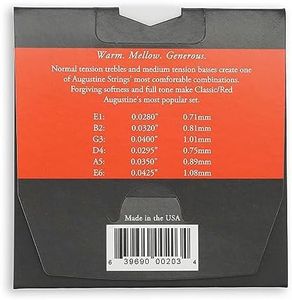 Warm. Mellow. Generous.
Normal tension trebles and medium tension basses create one
of Augustine Strings' most comfortable combinations.
Forgiving softness and full tone make Classic/Red
Augustine's most popular set.
E1: 0.0280" 0.71mm
B2: 0.0320" 0.81mm
G3: 0.0400" 1.01mm
D4: 0.0295" 0.75mm
A5: 0.0350" 0.89mm
E6: 0.0425" 1.08mm
Made in the USA
6 39690 00203 4